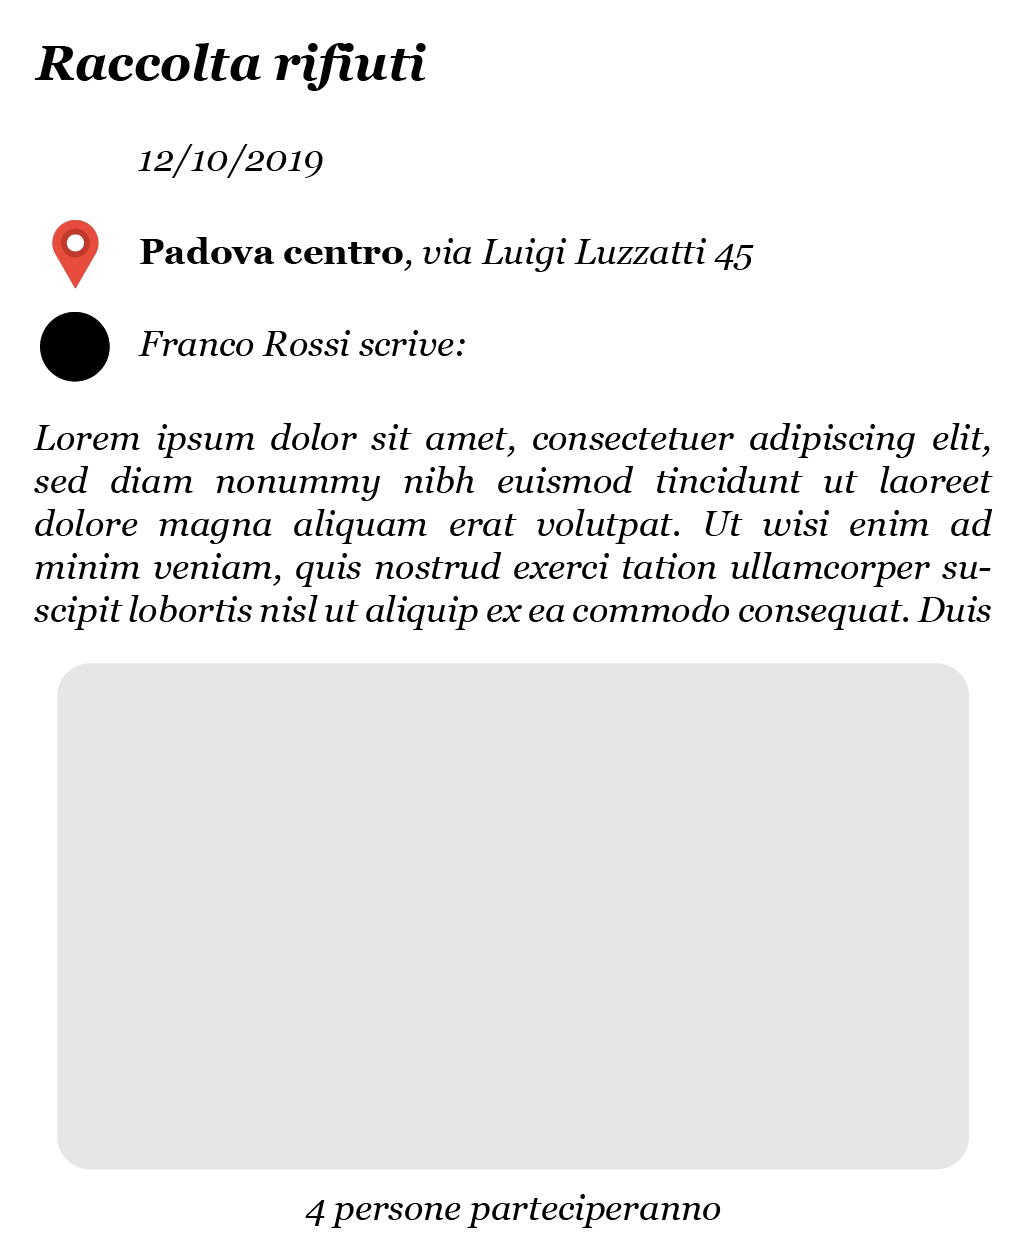 Raccolta rifiuti
12/10/2019
Padova centro, via Luigi Luzzatti 45
Franco Rossi scrive:
Lorem ipsum dolor sit amet, consectetuer adipiscing elit,
sed diam nonummy nibh euismod tincidunt ut laoreet
dolore magna aliquam erat volutpat. Ut wisi enim ad
minim veniam, quis nostrud exerci tation ullamcorper su-
scipit lobortis nisl ut aliquip ex ea commodo consequat. Duis
4 persone parteciperanno